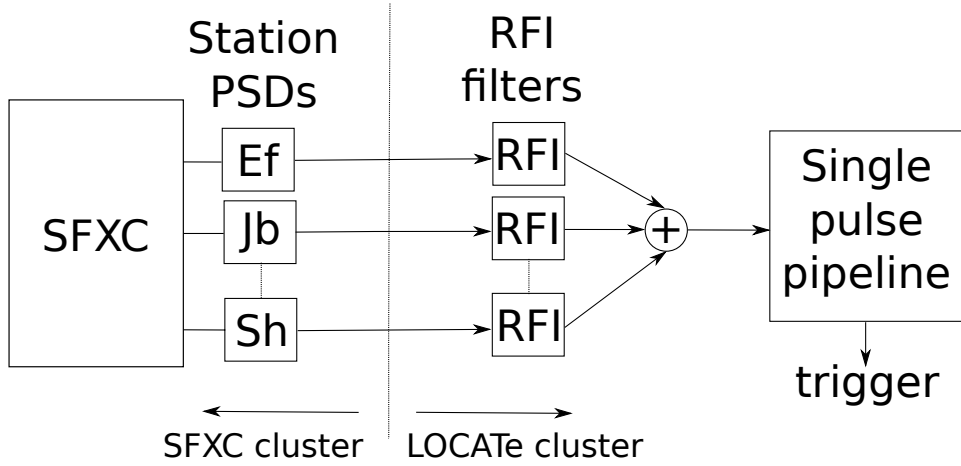 Station
PSDs
RFI
filters
SFXC
Ef
Jb
Sh
RFI
RFI
RFI
+
Single
pulse
pipeline
trigger
SFXC cluster
LOCATe cluster